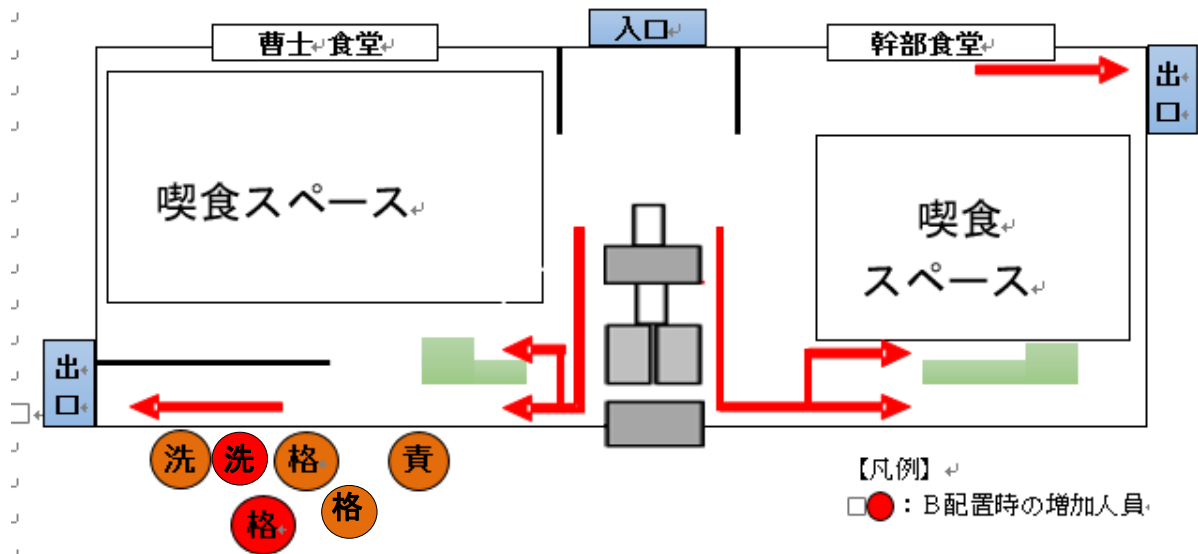 入口
曹士食堂
幹部食堂
出口
喫食スペース
喫食
スペース
出口
洗
洗
格
責
格
格
【凡例】
□：Ｂ配置時の増加人員